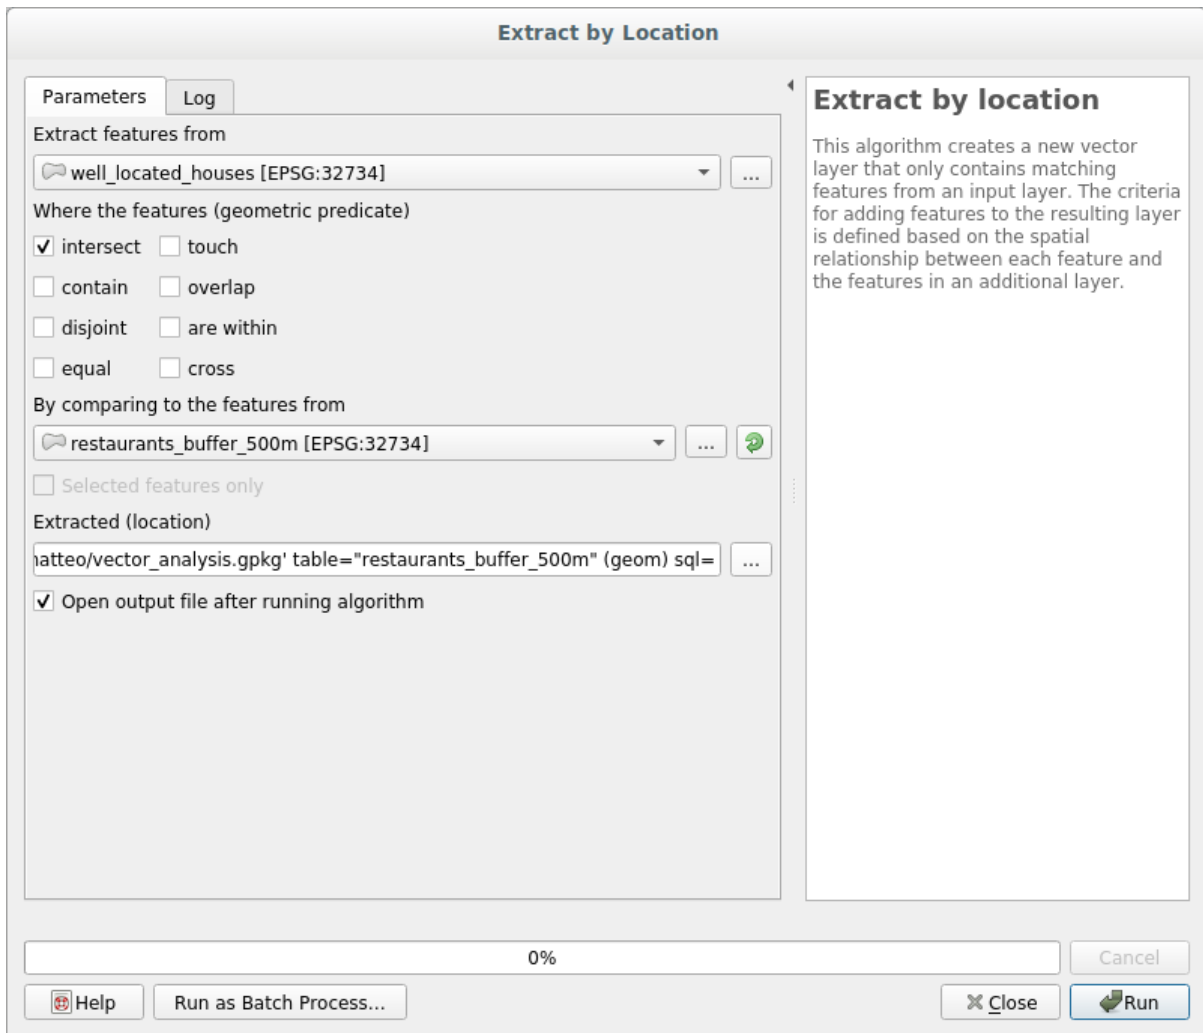 Extract by Location
Parameters
Log
Extract features from
well_located_houses [EPSG:32734]
...
Where the features (geometric predicate)
intersect
touch
contain
overlap
disjoint
are within
equal
cross
By comparing to the features from
restaurants_buffer_500m [EPSG:32734]
...
Selected features only
Extracted (location)
atteo/vector_analysis.gpkg' table="restaurants_buffer_500m" (geom) sql=
...
Open output file after running algorithm
Extract by location
This algorithm creates a new vector
layer that only contains matching
features from an input layer. The criteria
for adding features to the resulting layer
is defined based on the spatial
relationship between each feature and
the features in an additional layer.
0%
Cancel
Help
Run as Batch Process...
Close
Run